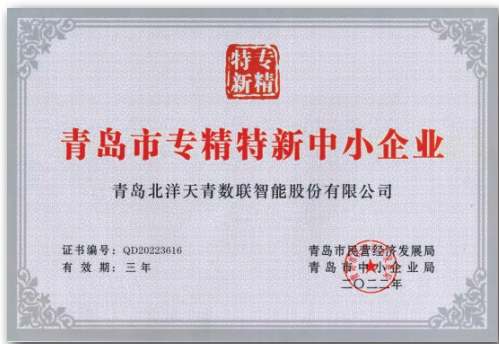 专精
特新
青岛市专精特新中小企业
青岛北洋天青数联智能股份有限公司
证书编号：QD20223616
有效期：三年
青岛市民营经济发展局
青岛市中小企业局
二〇二二年